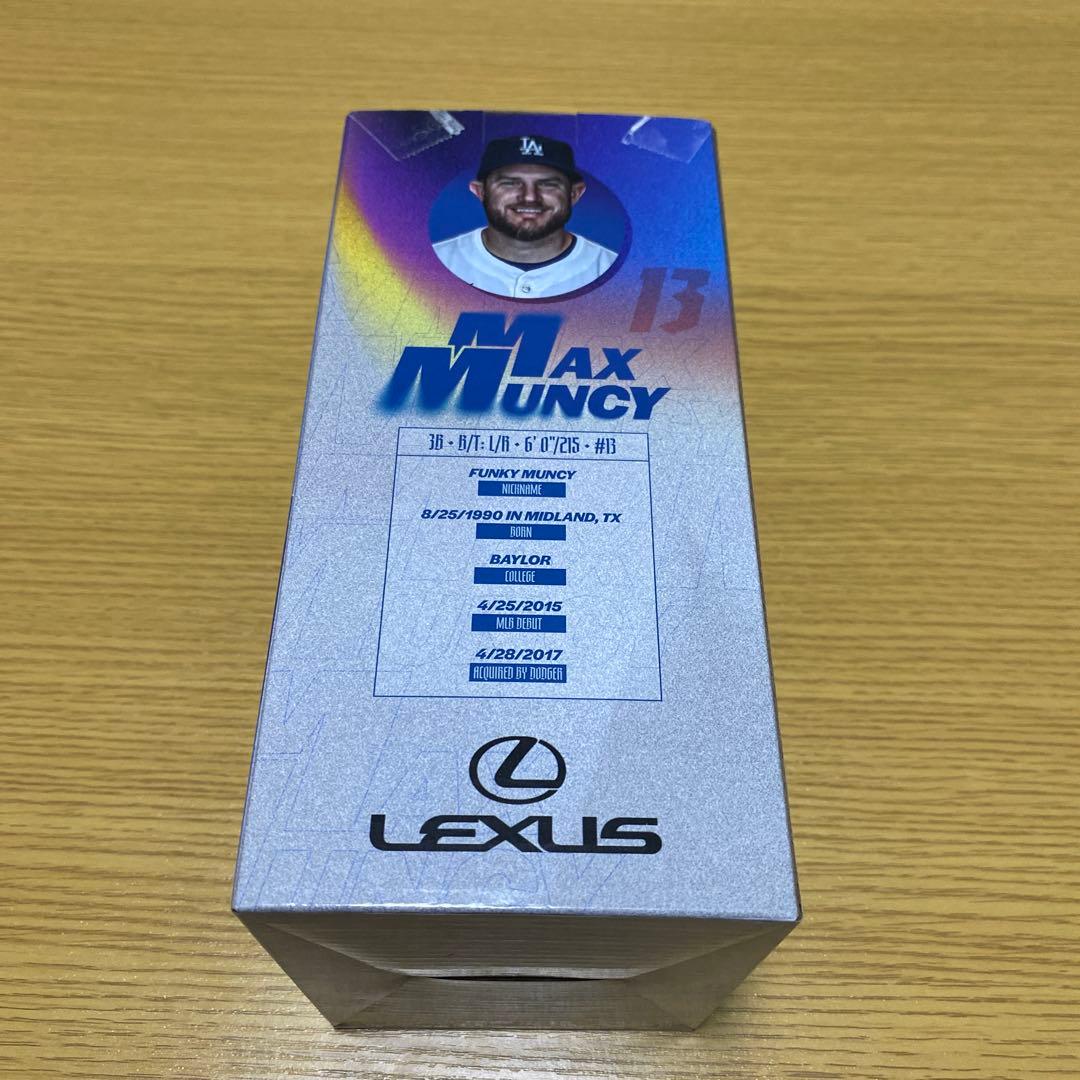 LA
13
MAX
MUNCY
3B • B/T: L/R • 6' 0"/215 • #13
FUNKY MUNCY
NICKNAME
8/25/1990 IN MIDLAND, TX
BORN
BAYLOR
COLLEGE
4/25/2015
MLB DEBUT
4/28/2017
ACQUIRED BY DODGER
LEXUS